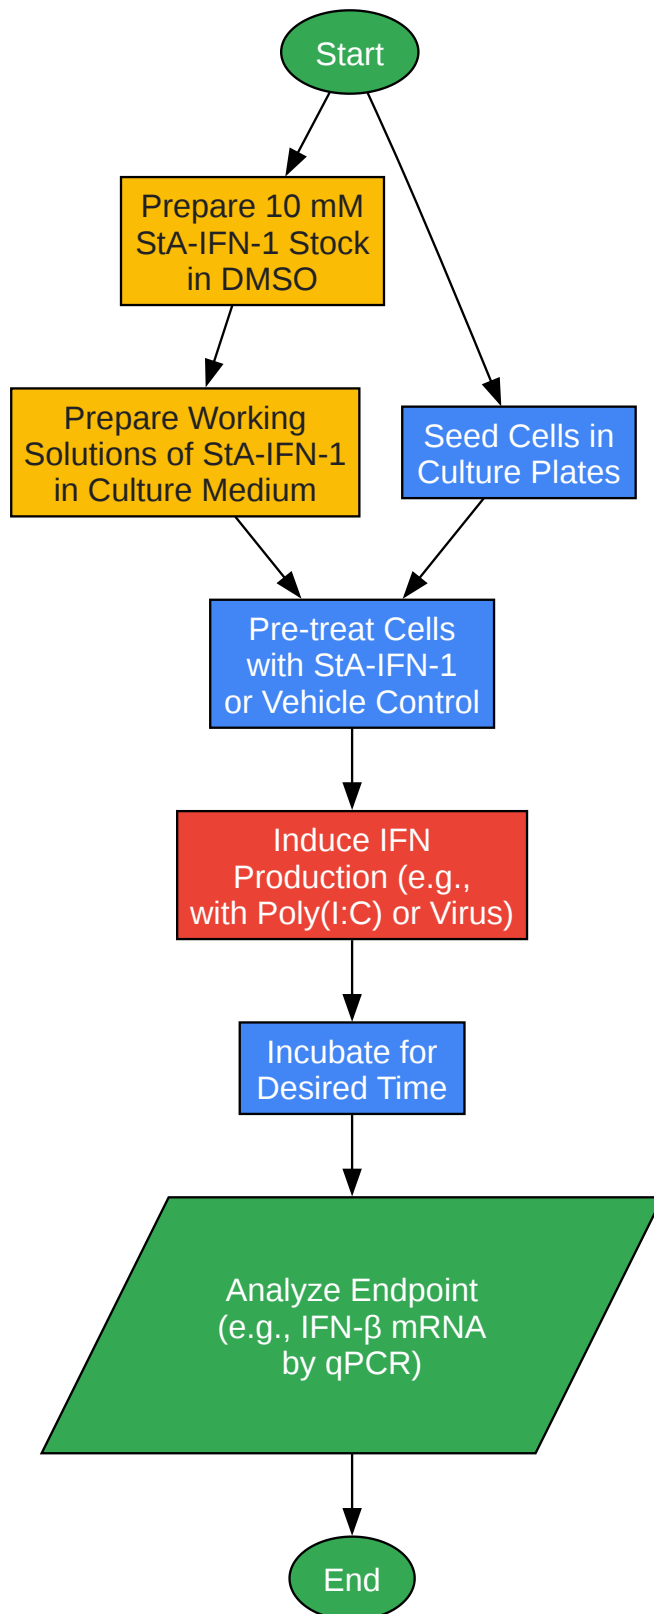 Start
Prepare 10 mM
StA-IFN-1 Stock
in DMSO
Prepare Working
Solutions of StA-IFN-1
in Culture Medium
Seed Cells in
Culture Plates
Pre-treat Cells
with StA-IFN-1
or Vehicle Control
Induce IFN
Production (e.g.,
with Poly(I:C) or Virus)
Incubate for
Desired Time
Analyze Endpoint
(e.g., IFN-β mRNA
by qPCR)
End